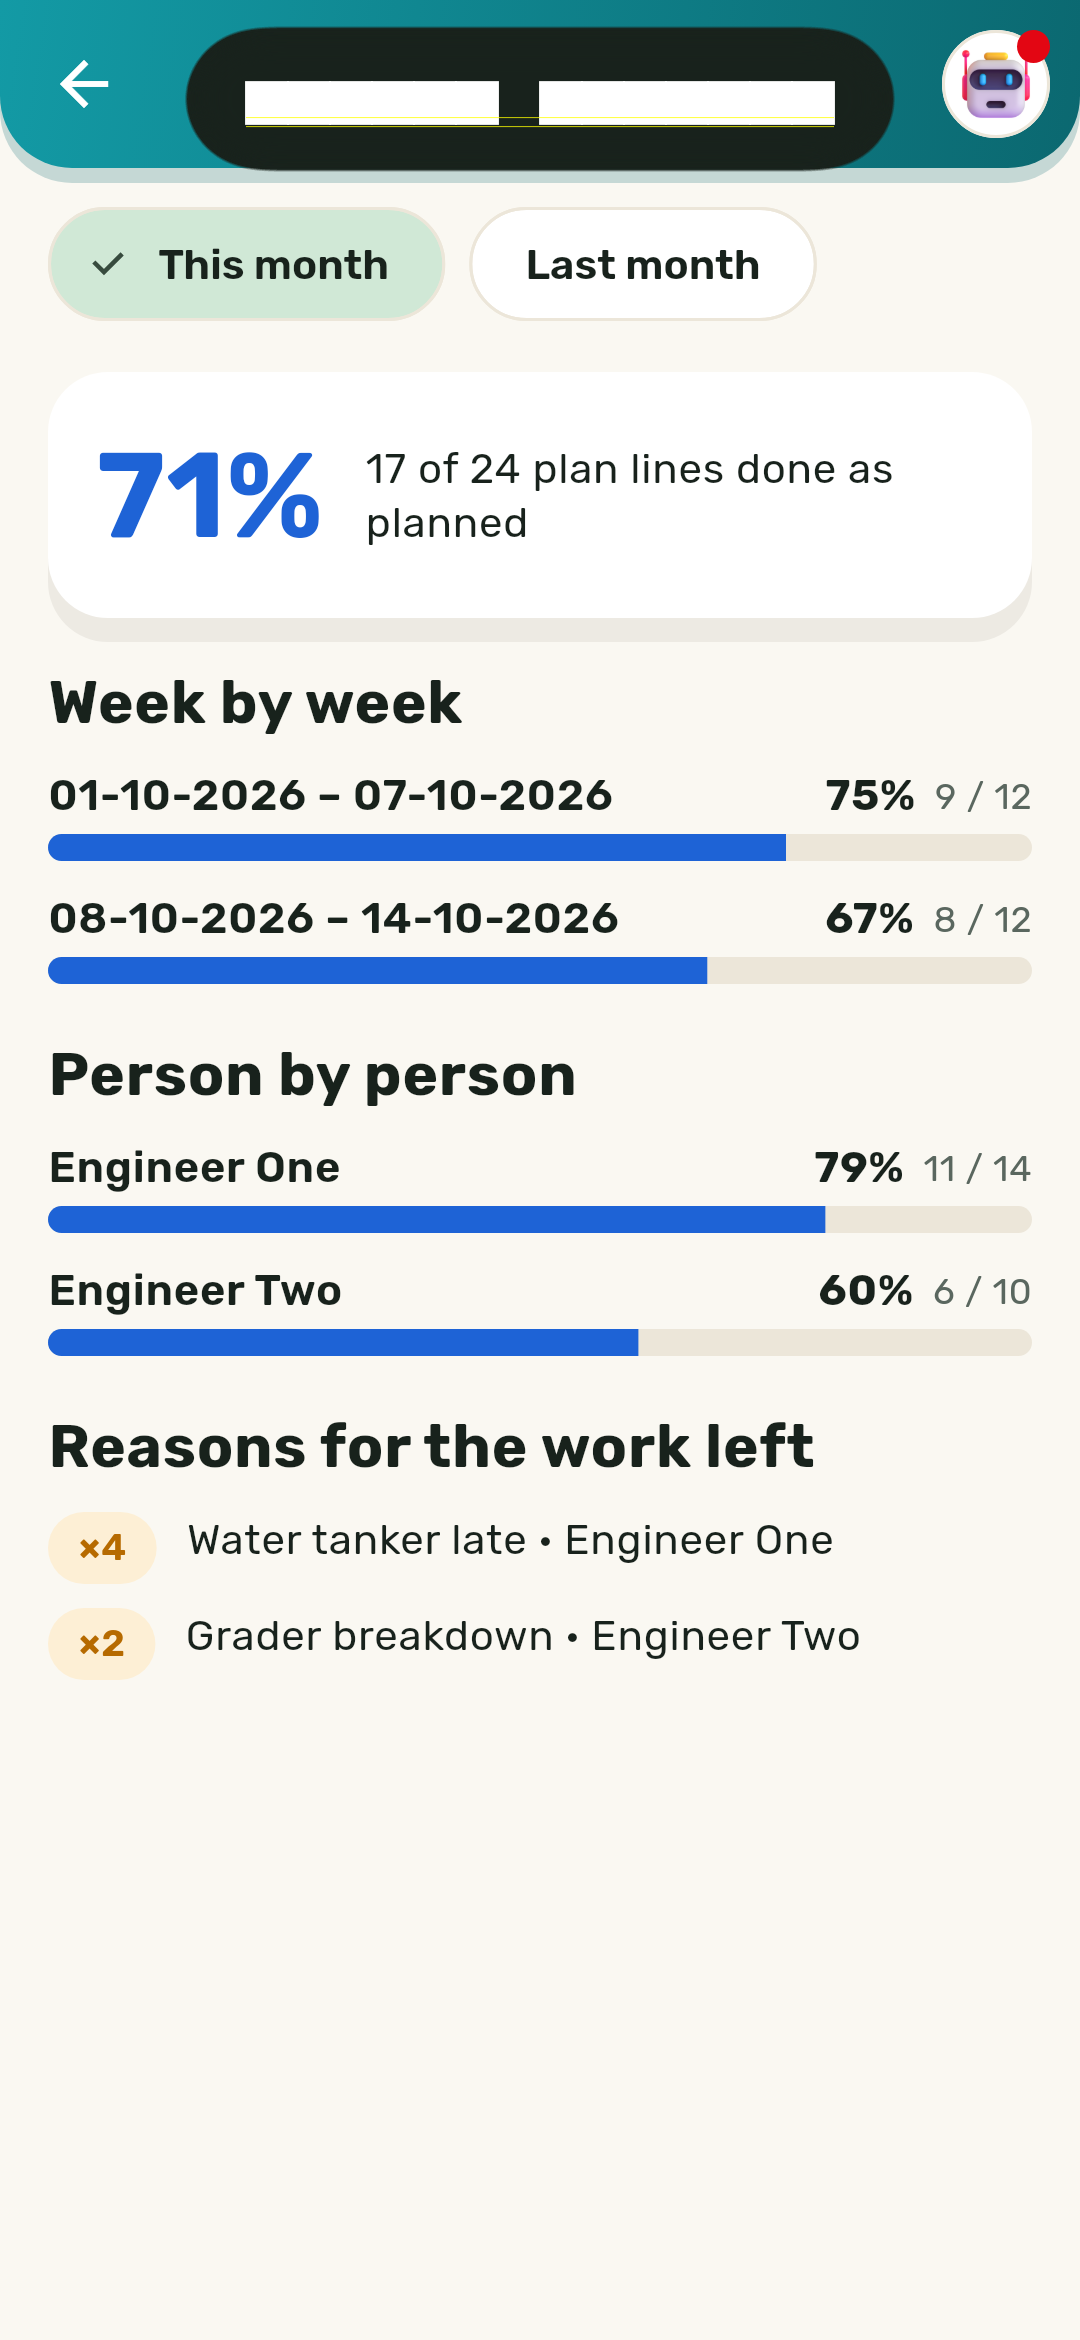 This month
Last month
71%
17 of 24 plan lines done as
planned
Week by week
01-10-2026 – 07-10-2026 75% 9 / 12
08-10-2026 – 14-10-2026 67% 8 / 12
Person by person
Engineer One 79% 11 / 14
Engineer Two 60% 6 / 10
Reasons for the work left
×4 Water tanker late • Engineer One
×2 Grader breakdown • Engineer Two